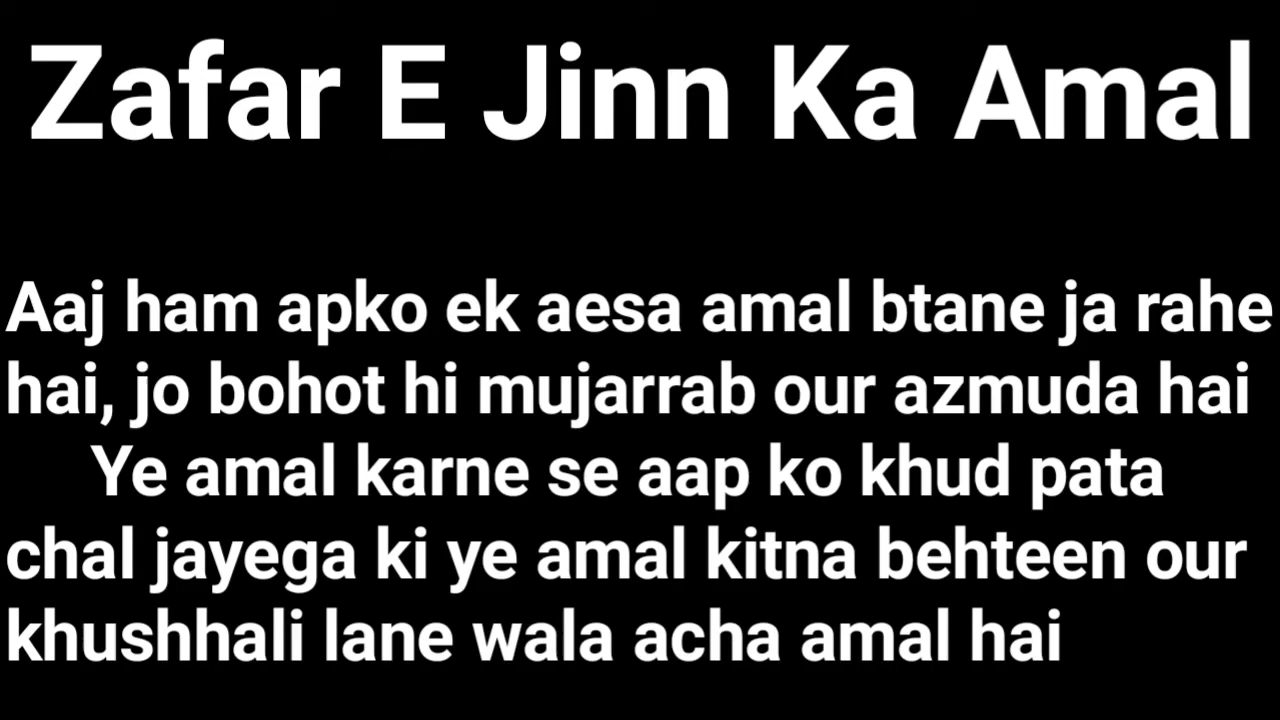 Zafar E Jinn Ka Amal
Aaj ham apko ek aesa amal btane ja rahe
hai, jo bohot hi mujarrab our azmuda hai
Ye amal karne se aap ko khud pata
chal jayega ki ye amal kitna behteen our
khushhali lane wala acha amal hai